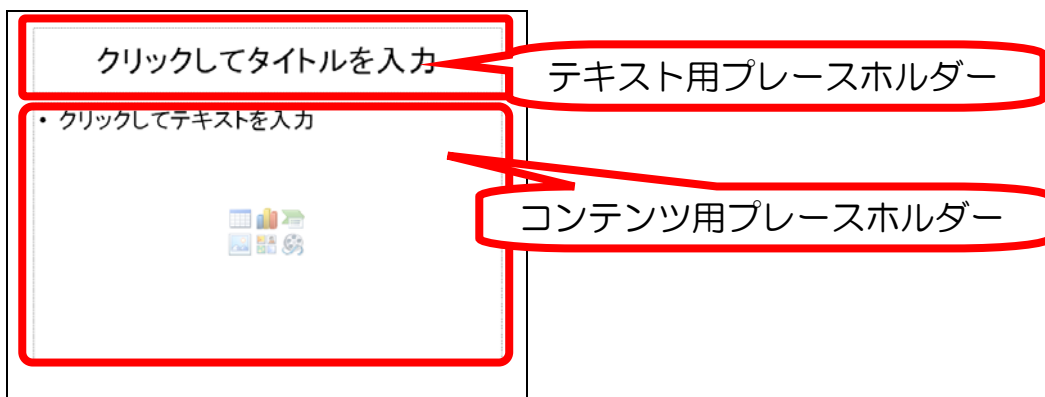 クリックしてタイトルを入力
テキスト用プレースホルダー
• クリックしてテキストを入力
コンテンツ用プレースホルダー